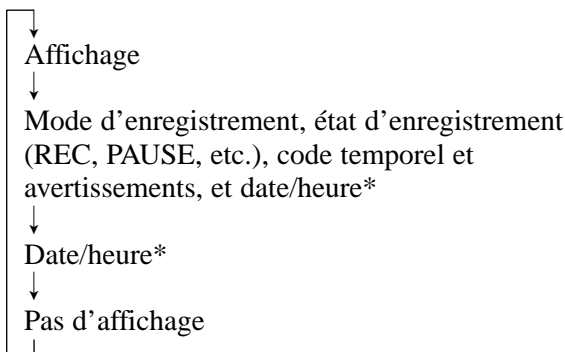 Affichage
Mode d'enregistrement, état d'enregistrement
(REC, PAUSE, etc.), code temporel et
avertissements, et date/heure*
Date/heure*
Pas d'affichage